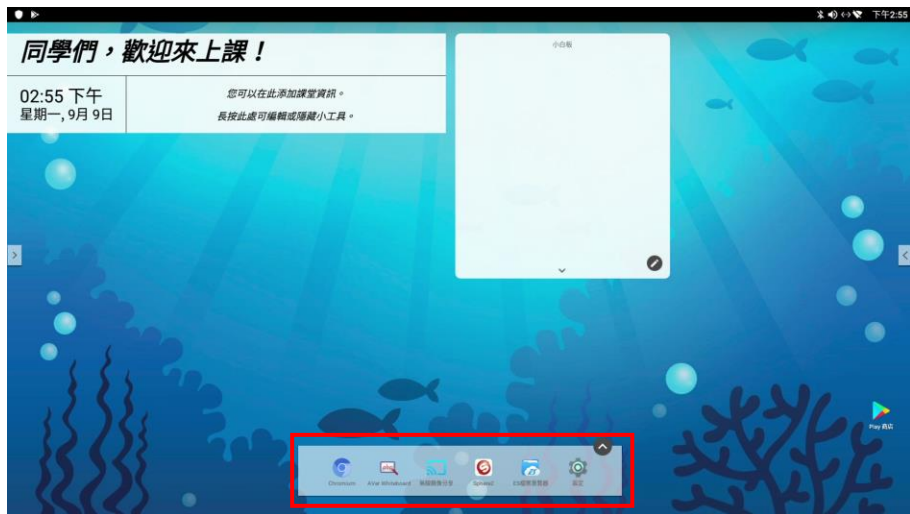 下午2:55
同學們，歡迎來上課！
小白板
02:55 下午
星期一, 9月 9日
您可以在此添加課堂資訊。
長按此處可編輯或隱藏小工具。
Play 商店
Chromium
AVer Whiteboard
設定